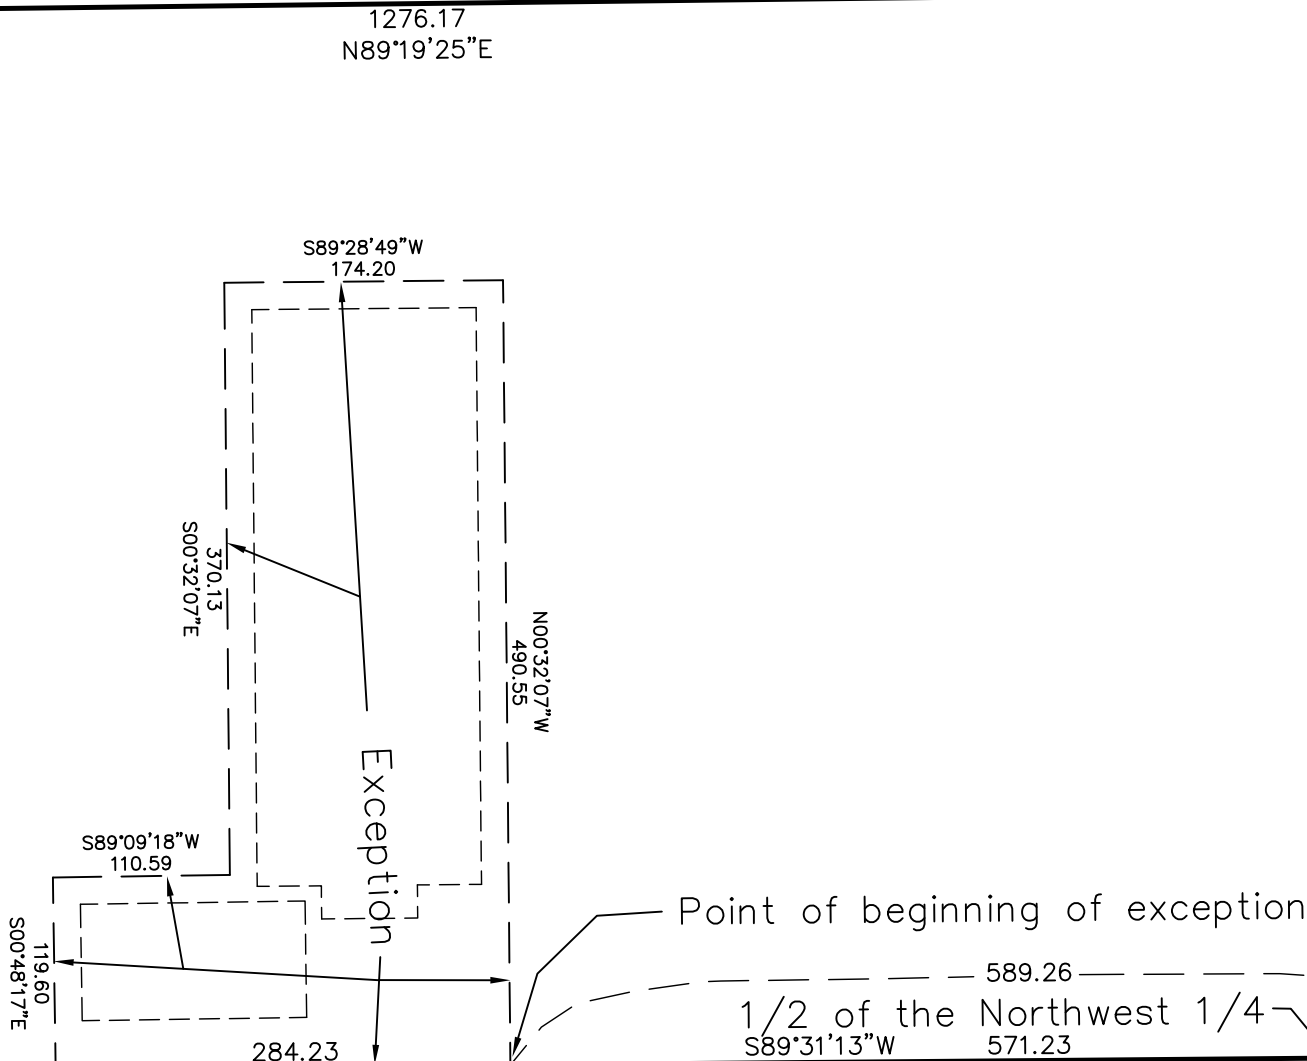 1276.17
N89°19'25"E
S89°28'49"W
174.20
370.13
S00°32'07"E
N00°32'07"W
490.55
Exception
S89°09'18"W
110.59
Point of beginning of exception
119.60
S00°48'17"E
589.26
1/2 of the Northwest 1/4
284.23
S89°31'13"W
571.23